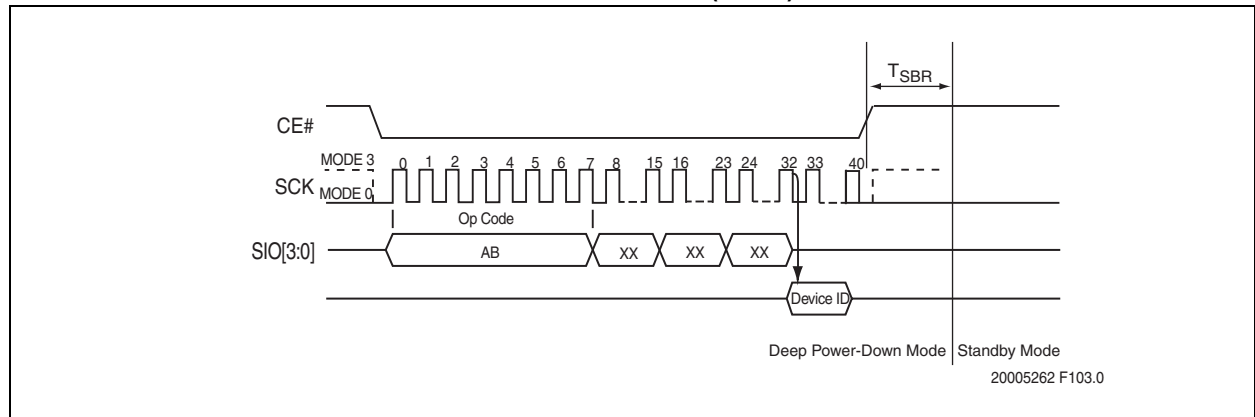 T_SBR
CE#
MODE 3
0 1 2 3 4 5 6 7 8 15 16 23 24 32 33 40
SCK
MODE 0
Op Code
SIO[3:0]
AB XX XX XX
Device ID
Deep Power-Down Mode Standby Mode
20005262 F103.0